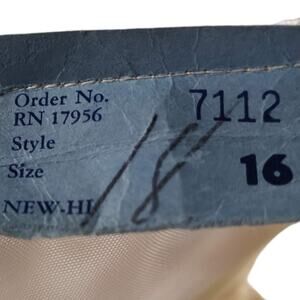 Order No. 7112
RN 17956
Style
Size 16
18
NEW-HI